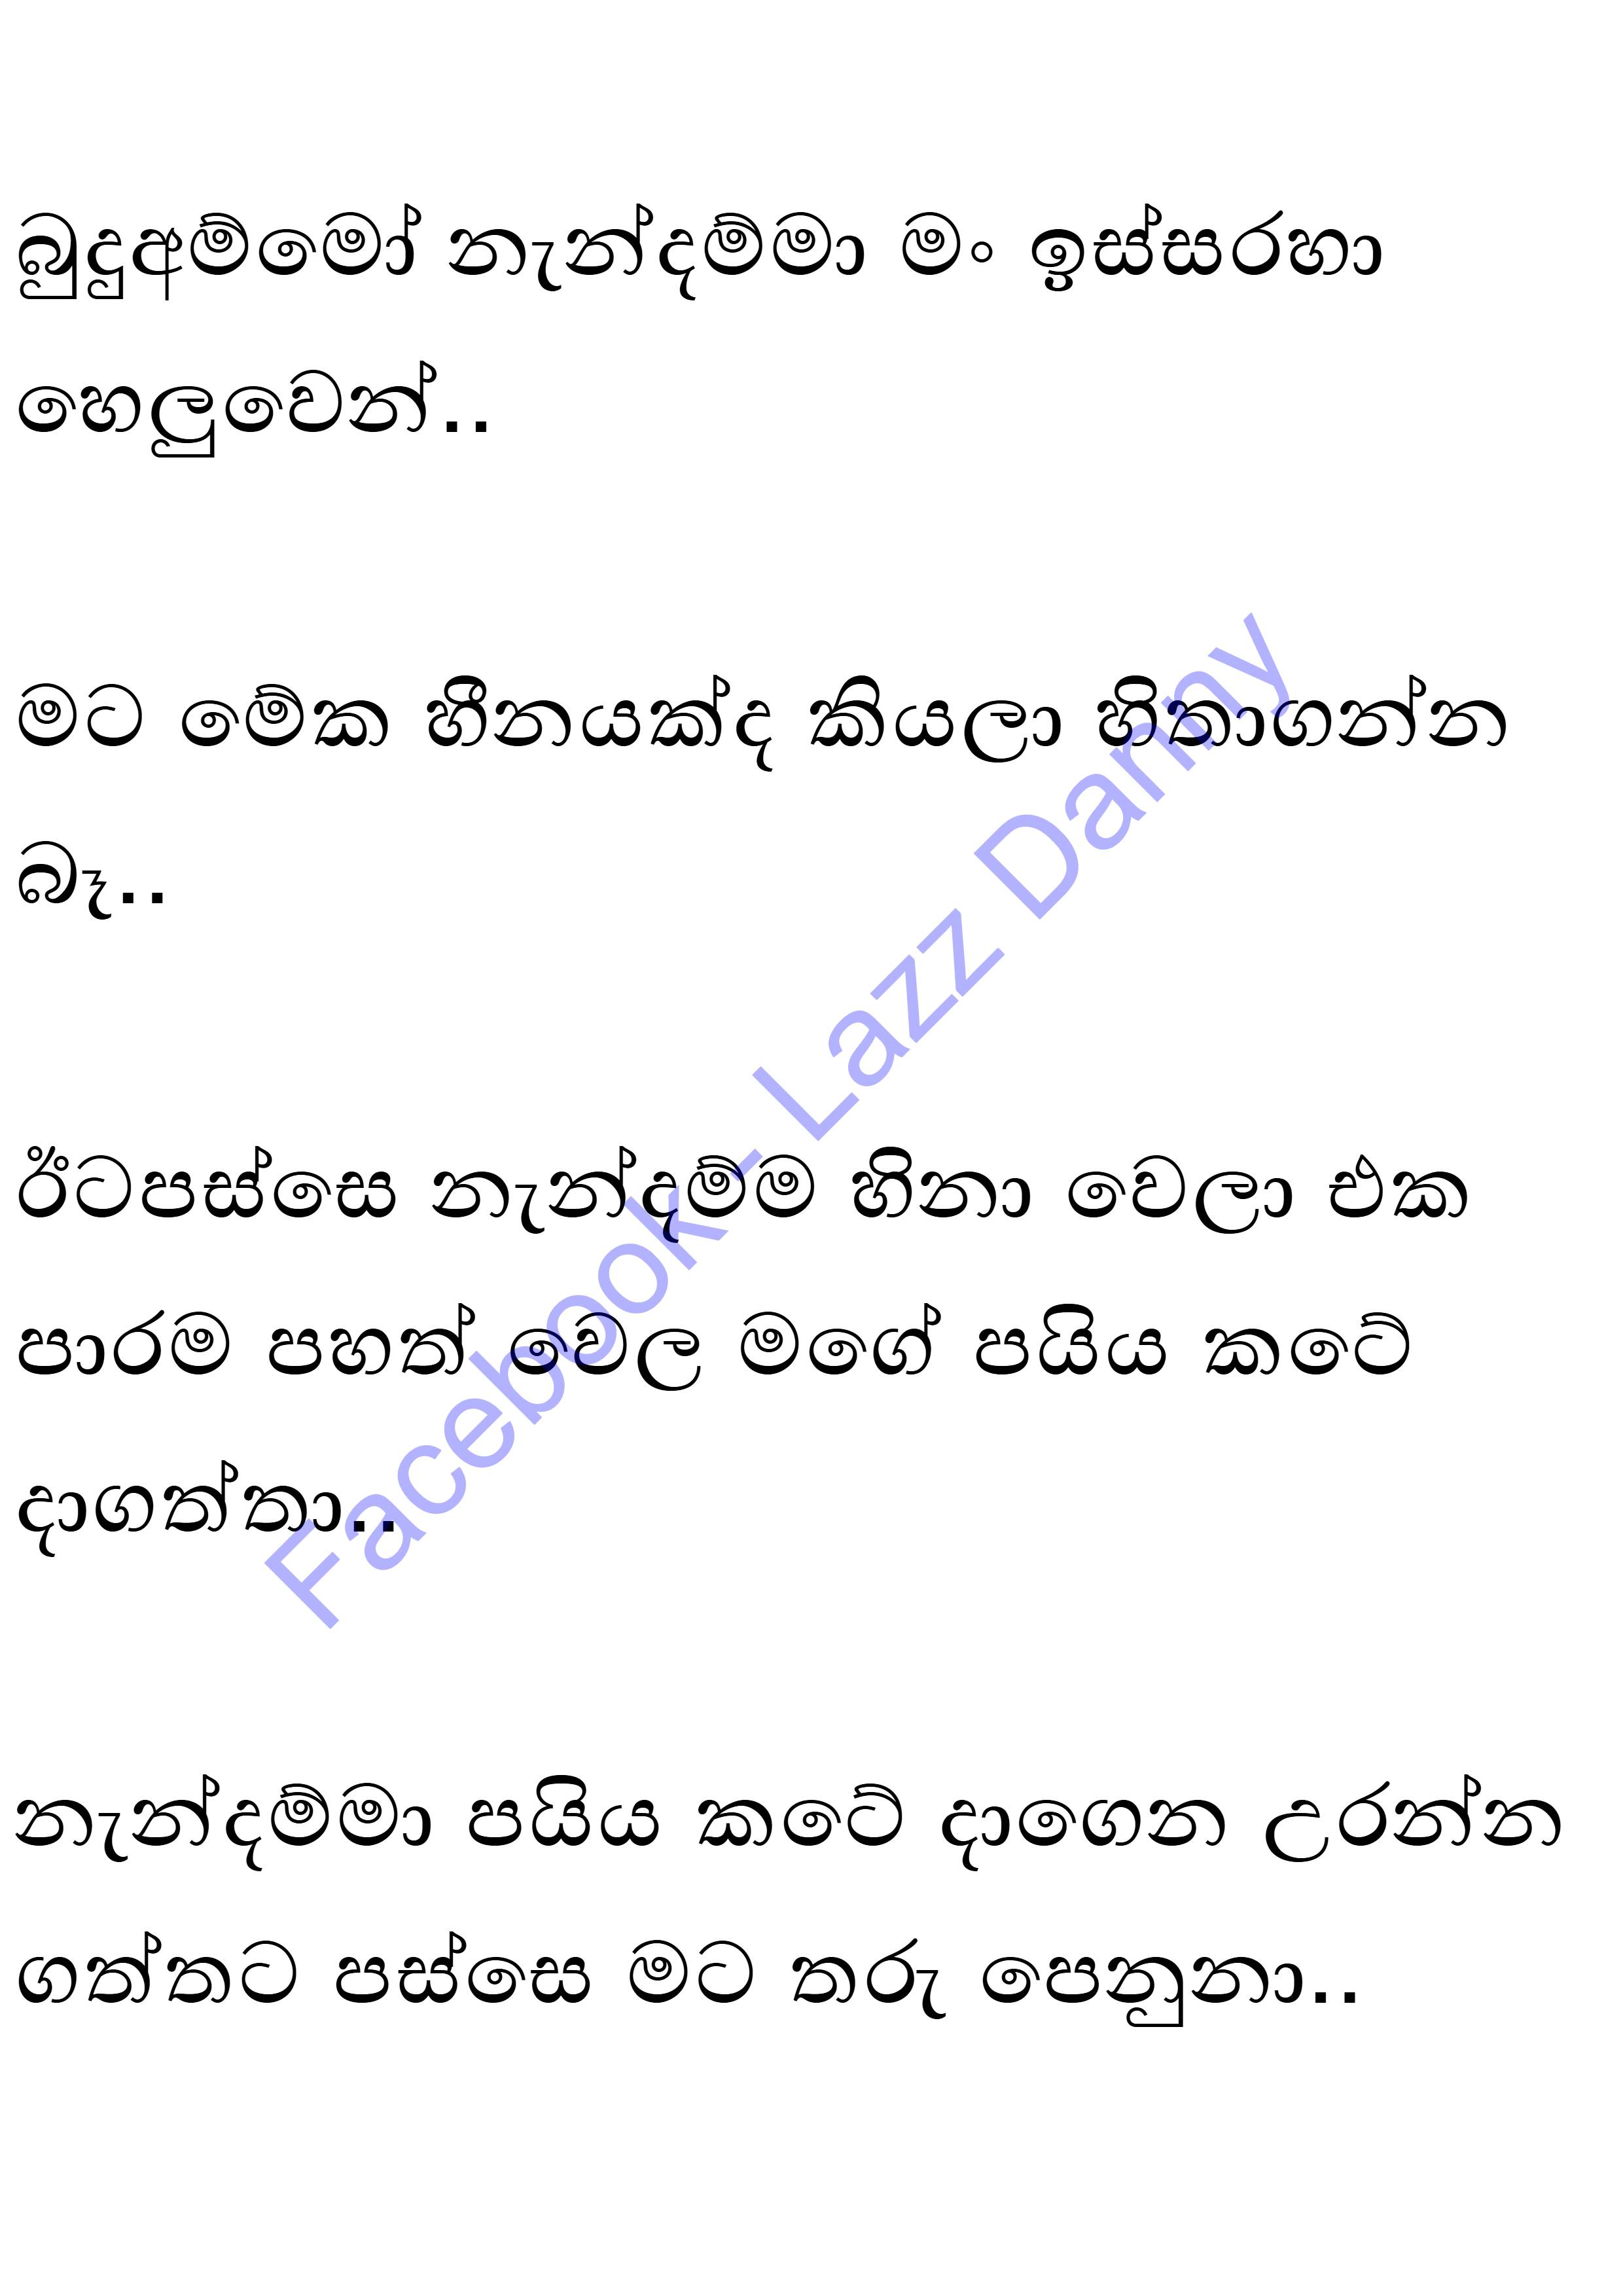 බුදුඅම්මෝ නැන්දම්මා මං ඉස්සරහා
හෙලුවෙන්..
මට මේක හීනයක්ද කියලා හිතාගන්න
බෑ..
ඊටපස්සෙ නැන්දම්ම හිනා වෙලා එක
පාරම පහත් වෙල මගේ පයිය කටේ
දාගත්තා..
නැන්දම්මා පයිය කටේ දාගෙන උරන්න
ගත්තට පස්සෙ මට තරු පෙනුනා..
Facebook - Lazz Danny